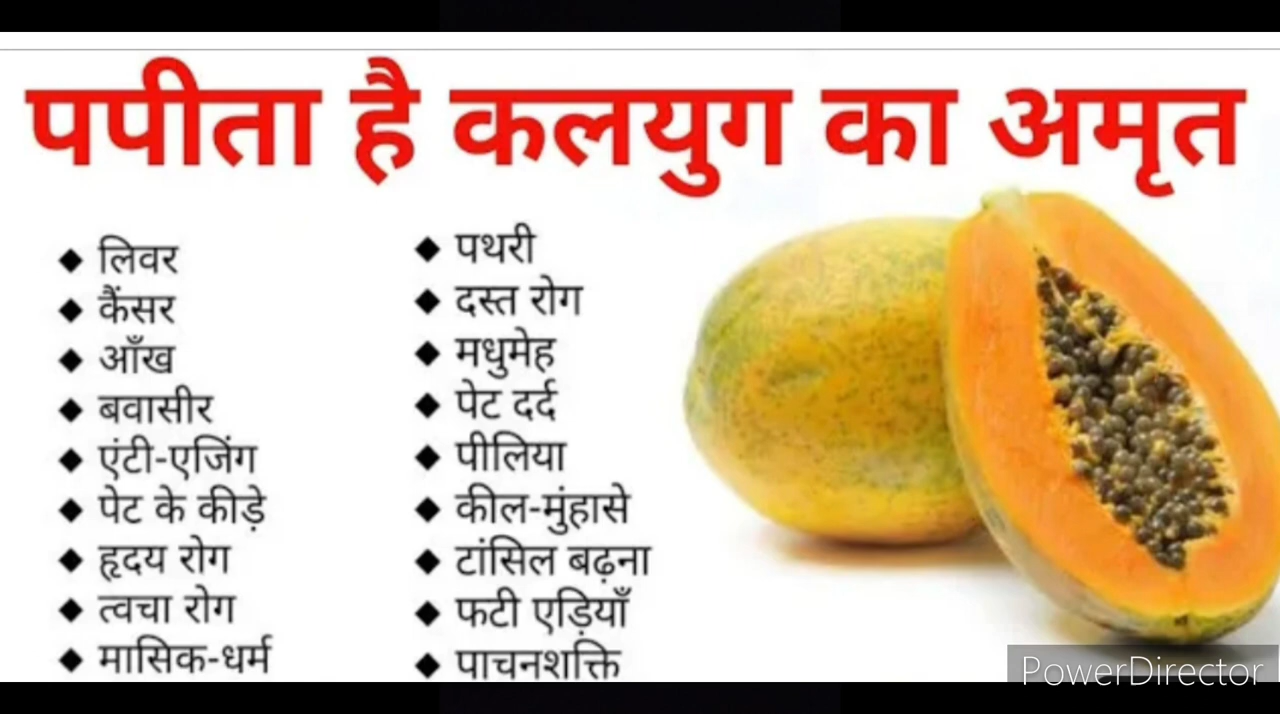 पपीता है कलयुग का अमृत
◆ लिवर
◆ कैंसर
◆ आँख
◆ बवासीर
◆ एंटी-एजिंग
◆ पेट के कीड़े
◆ हृदय रोग
◆ त्वचा रोग
◆ मासिक-धर्म
◆ पथरी
◆ दस्त रोग
◆ मधुमेह
◆ पेट दर्द
◆ पीलिया
◆ कील-मुंहासे
◆ टांसिल बढ़ना
◆ फटी एड़ियाँ
◆ पाचनशक्ति
PowerDirector